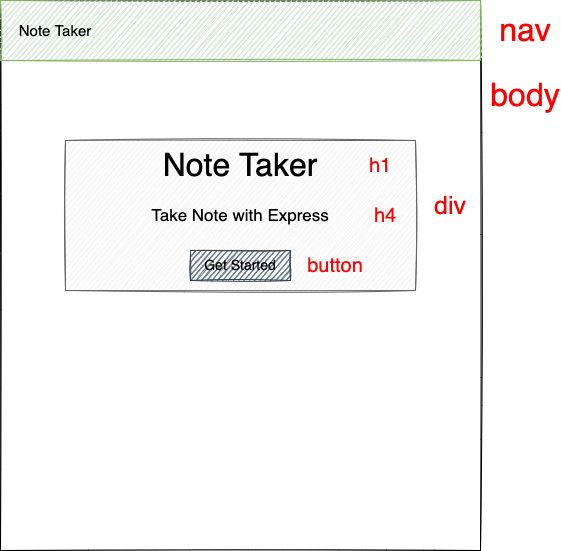 Note Taker
nav
body
Note Taker
h1
Take Note with Express
h4
div
Get Started
button